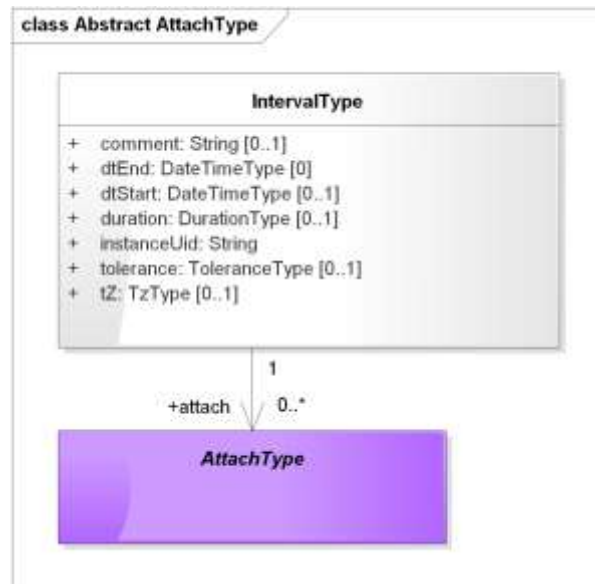 class Abstract AttachType
IntervalType
+ comment: String [0..1]
+ dtEnd: DateTimeType [0]
+ dtStart: DateTimeType [0..1]
+ duration: DurationType [0..1]
+ instanceUid: String
+ tolerance: ToleranceType [0..1]
+ tZ: TzType [0..1]
1
+attach 0..*
AttachType